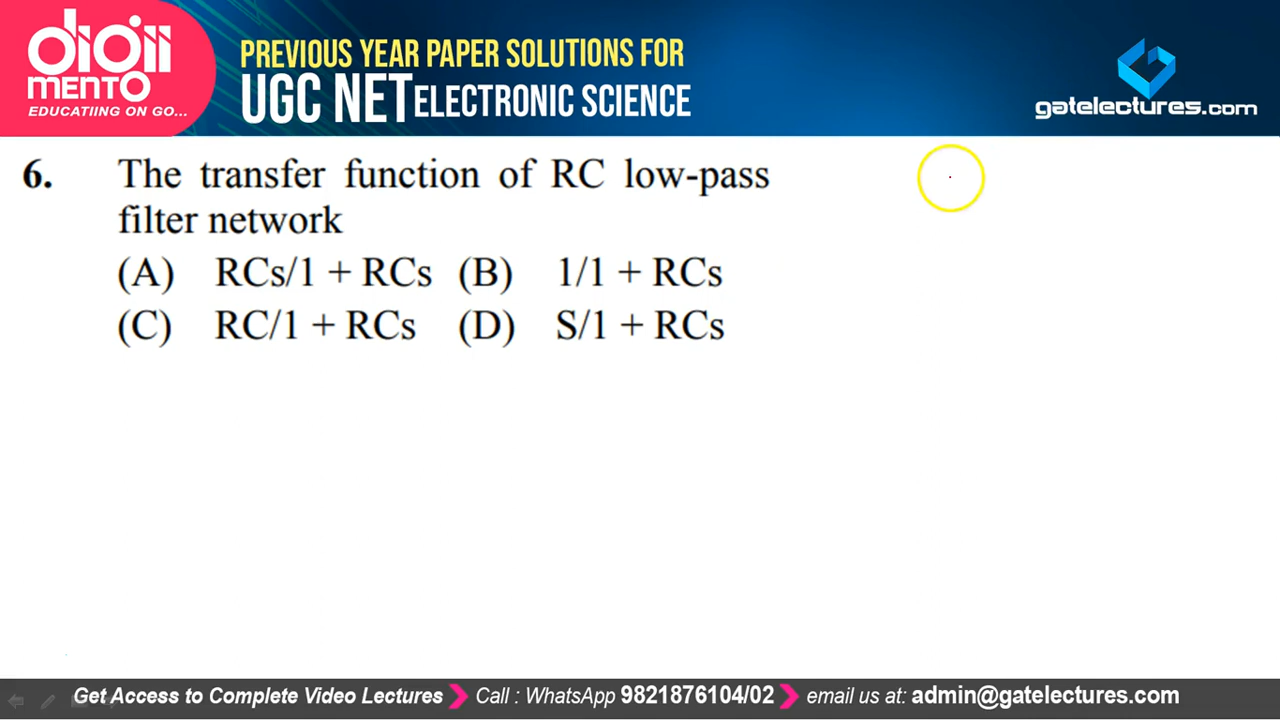 digii
MENTO
EDUCATIING ON GO...
PREVIOUS YEAR PAPER SOLUTIONS FOR
UGC NET ELECTRONIC SCIENCE
gatelectures.com
6. The transfer function of RC low-pass
filter network
(A) RCs/1 + RCs (B) 1/1 + RCs
(C) RC/1 + RCs (D) S/1 + RCs
Get Access to Complete Video Lectures Call : WhatsApp 9821876104/02 email us at: admin@gatelectures.com